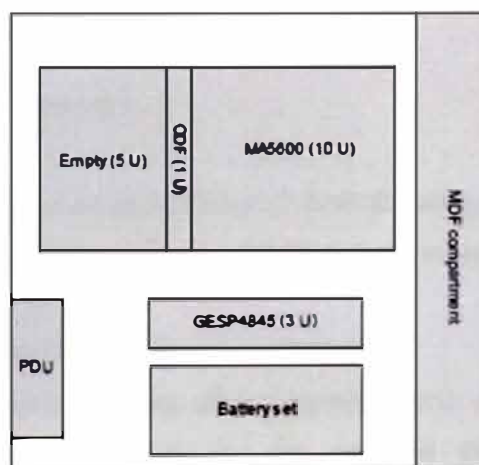 Empty (5 U)
ODF (1 U)
MA5600 (10 U)
MDF compartment
GESP4845 (3 U)
PDU
Battery set